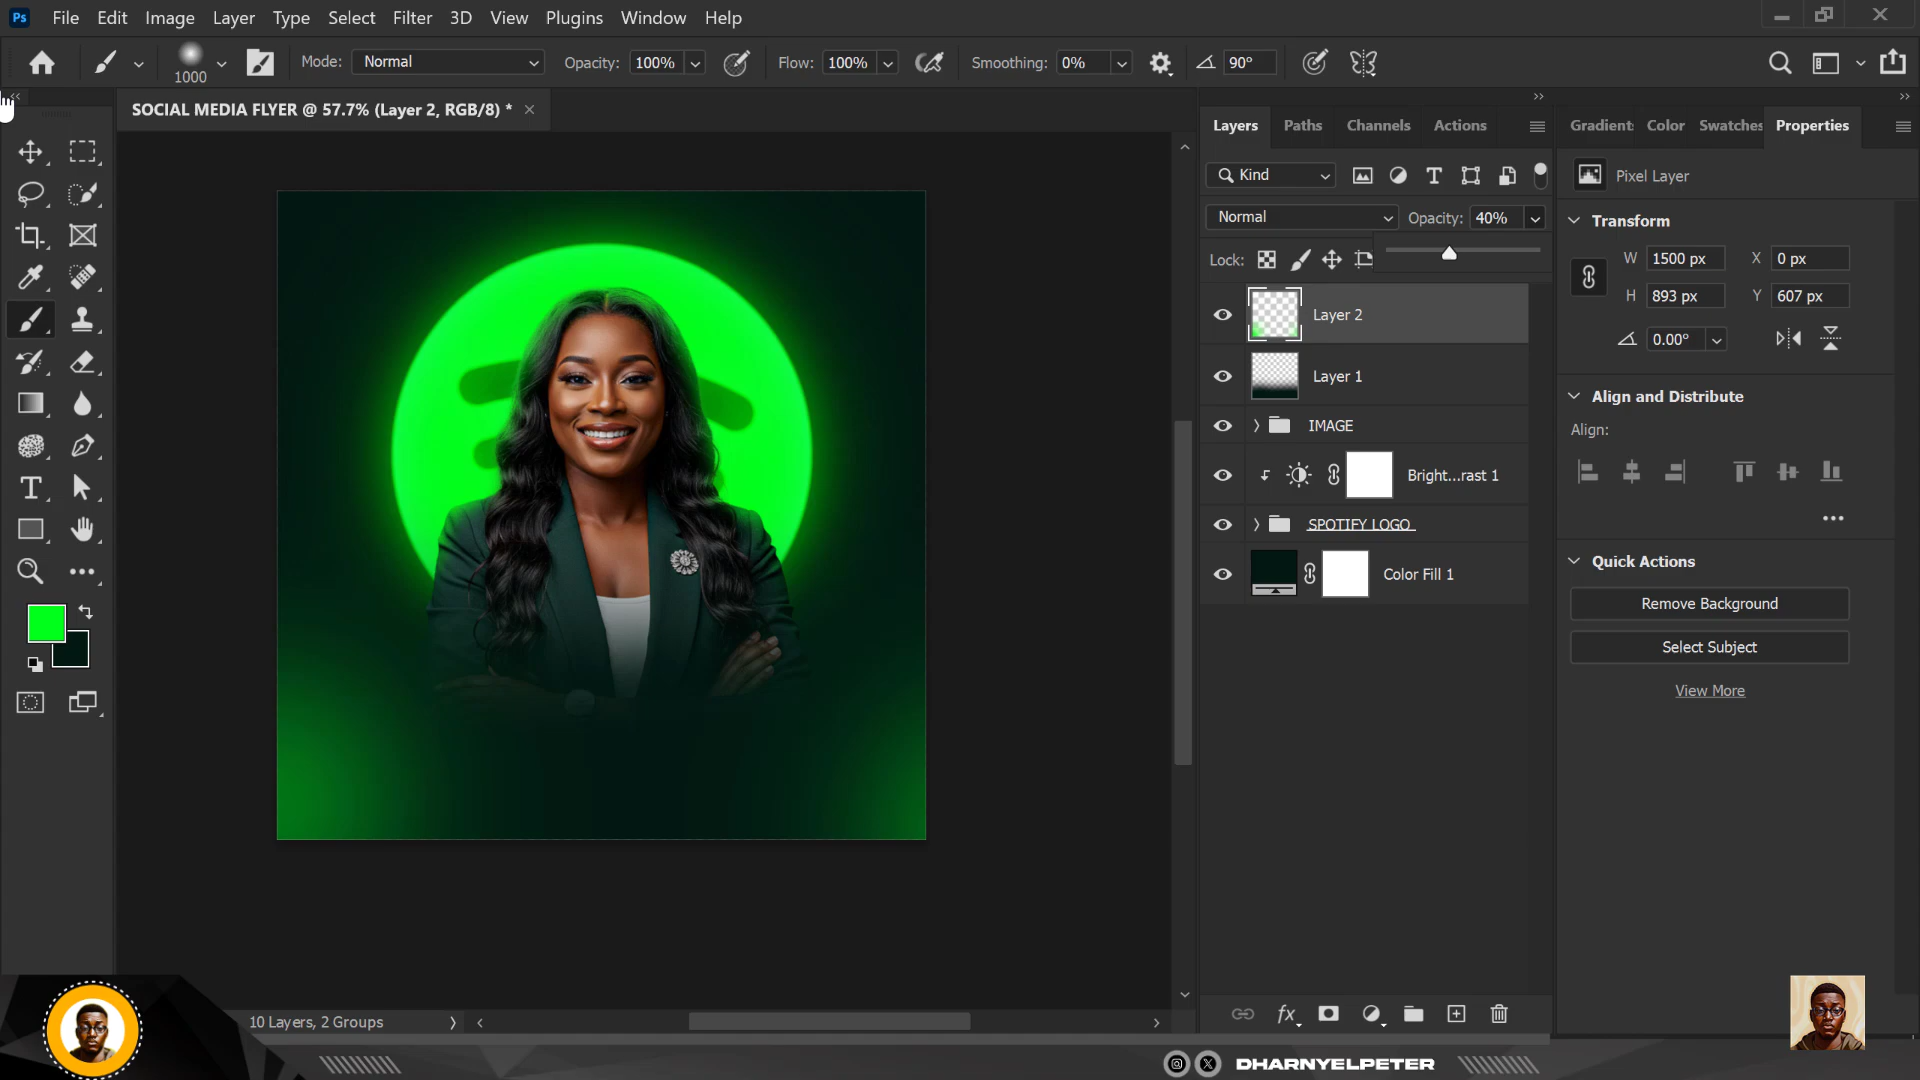 Ps File Edit Image Layer Type Select Filter 3D View Plugins Window Help
1000 Mode: Normal Opacity: 100% Flow: 100% Smoothing: 0% 90°
SOCIAL MEDIA FLYER @ 57.7% (Layer 2, RGB/8) * ×
Layers Paths Channels Actions
Kind
Normal Opacity: 40%
Lock:
Layer 2
Layer 1
IMAGE
Bright...rast 1
SPOTIFY LOGO
Color Fill 1
fx
Color Swatches Properties
Pixel Layer
Transform
W 1500 px X 0 px
H 893 px Y 607 px
0.00°
Align and Distribute
Align:
Quick Actions
Remove Background
Select Subject
View More
10 Layers, 2 Groups
DHARNYELPETER